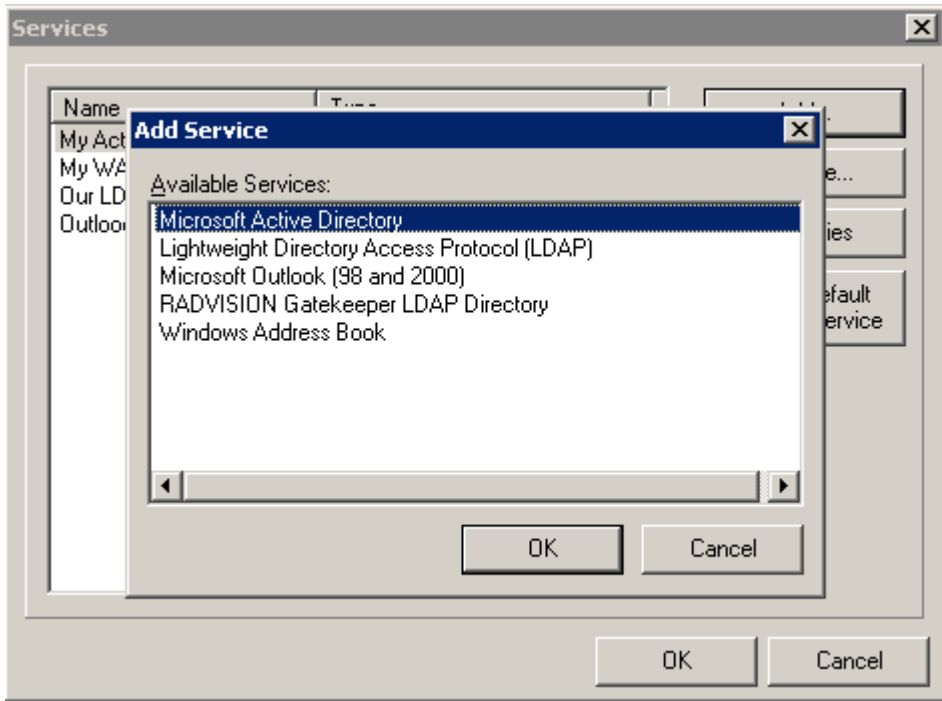 Services
Name
My Act
My WA
Our LD
Outloo
Add Service
Available Services:
Microsoft Active Directory
Lightweight Directory Access Protocol (LDAP)
Microsoft Outlook (98 and 2000)
RADVISION Gatekeeper LDAP Directory
Windows Address Book
OK
Cancel
e...
ies
efault
ervice
OK
Cancel